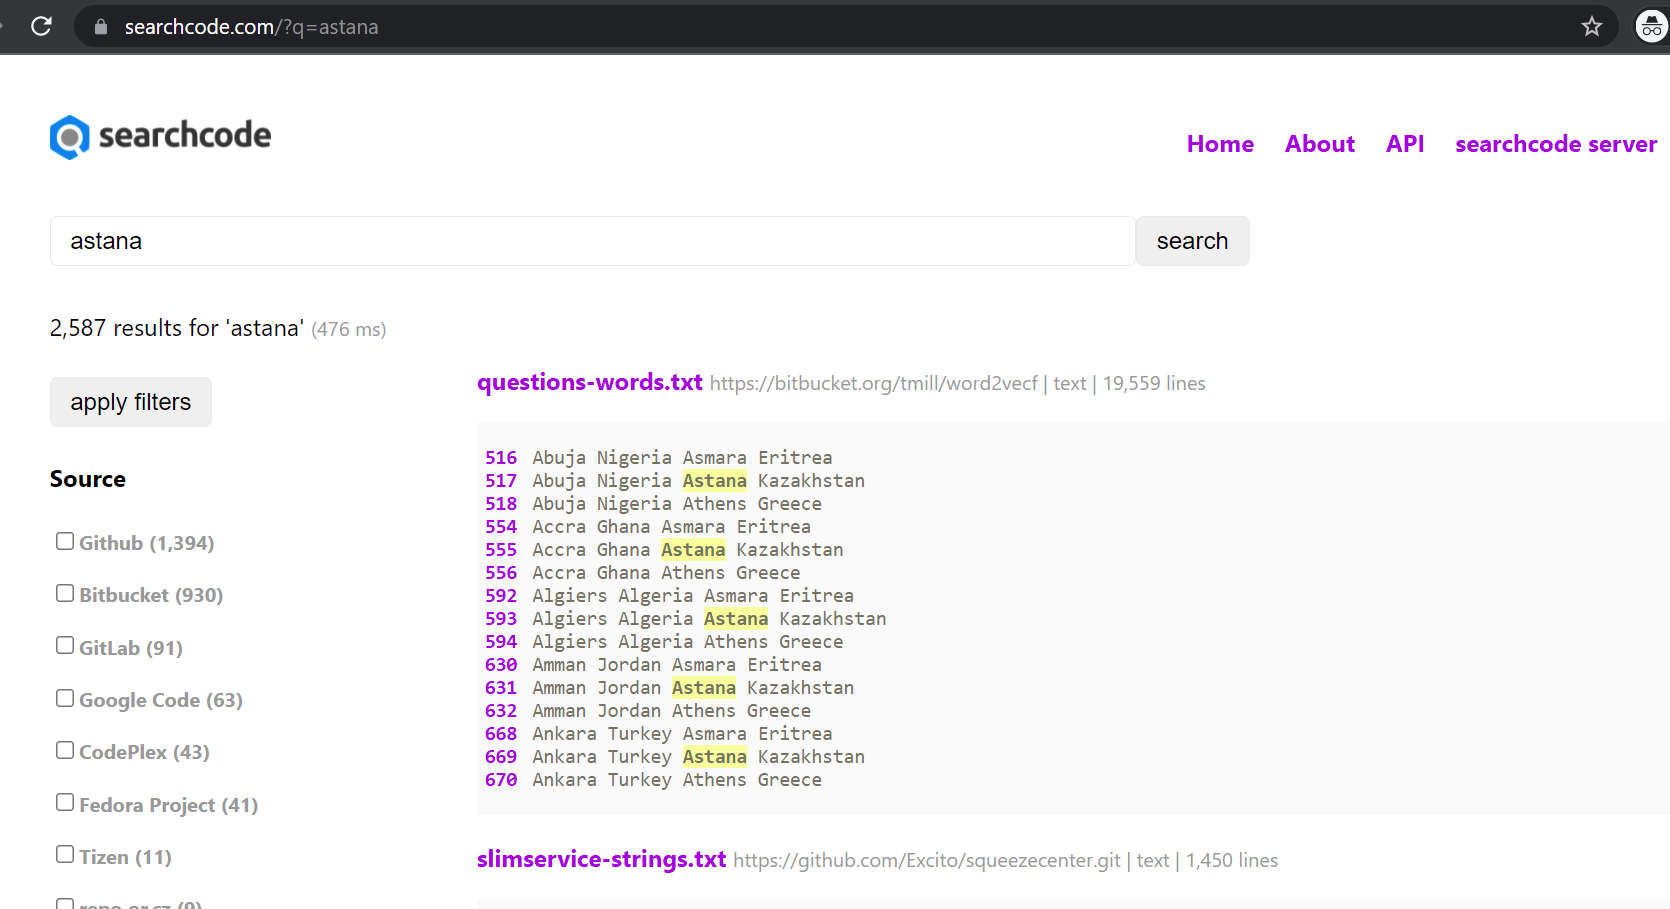 searchcode.com/?q=astana
searchcode
Home About API searchcode server
astana search
2,587 results for 'astana' (476 ms)
apply filters
Source
Github (1,394)
Bitbucket (930)
GitLab (91)
Google Code (63)
CodePlex (43)
Fedora Project (41)
Tizen (11)
questions-words.txt https://bitbucket.org/tmill/word2vecf | text | 19,559 lines
516 Abuja Nigeria Asmara Eritrea
517 Abuja Nigeria Astana Kazakhstan
518 Abuja Nigeria Athens Greece
554 Accra Ghana Asmara Eritrea
555 Accra Ghana Astana Kazakhstan
556 Accra Ghana Athens Greece
592 Algiers Algeria Asmara Eritrea
593 Algiers Algeria Astana Kazakhstan
594 Algiers Algeria Athens Greece
630 Amman Jordan Asmara Eritrea
631 Amman Jordan Astana Kazakhstan
632 Amman Jordan Athens Greece
668 Ankara Turkey Asmara Eritrea
669 Ankara Turkey Astana Kazakhstan
670 Ankara Turkey Athens Greece
slimservice-strings.txt https://github.com/Excito/squeezecenter.git | text | 1,450 lines